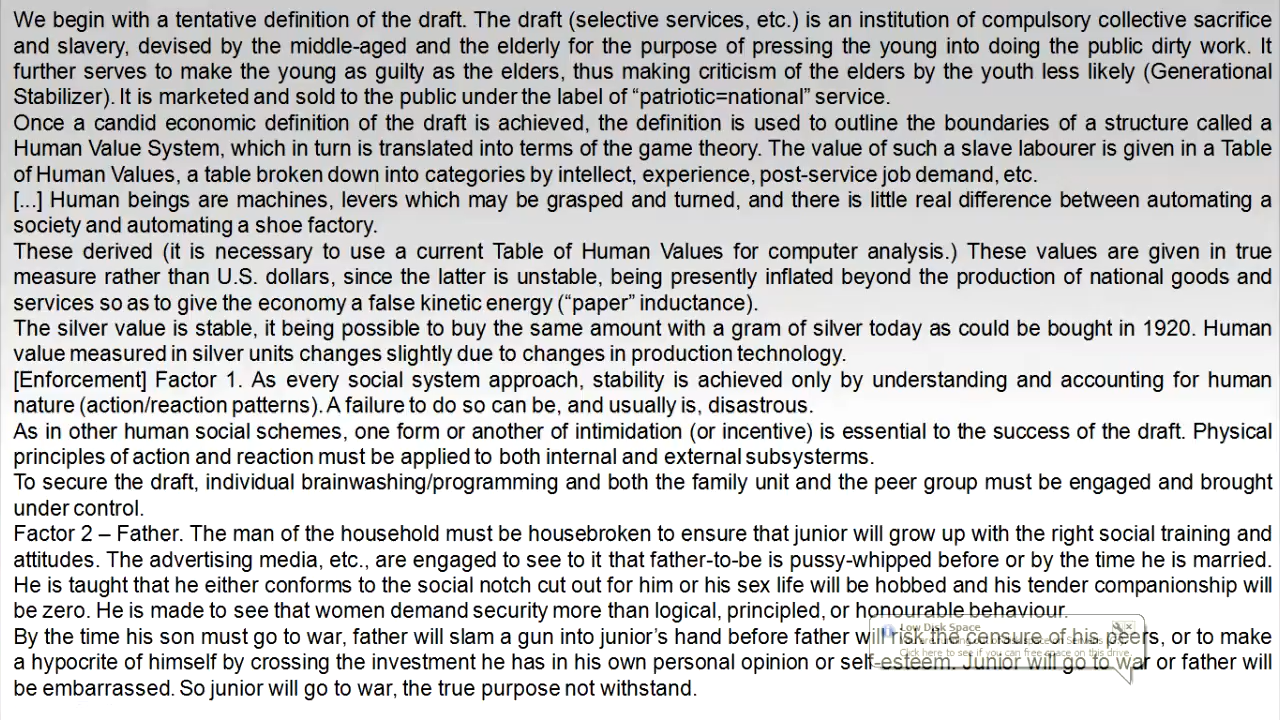 We begin with a tentative definition of the draft. The draft (selective services, etc.) is an institution of compulsory collective sacrifice
and slavery, devised by the middle-aged and the elderly for the purpose of pressing the young into doing the public dirty work. It
further serves to make the young as guilty as the elders, thus making criticism of the elders by the youth less likely (Generational
Stabilizer). It is marketed and sold to the public under the label of “patriotic=national” service.
Once a candid economic definition of the draft is achieved, the definition is used to outline the boundaries of a structure called a
Human Value System, which in turn is translated into terms of the game theory. The value of such a slave labourer is given in a Table
of Human Values, a table broken down into categories by intellect, experience, post-service job demand, etc.
[...] Human beings are machines, levers which may be grasped and turned, and there is little real difference between automating a
society and automating a shoe factory.
These derived (it is necessary to use a current Table of Human Values for computer analysis.) These values are given in true
measure rather than U.S. dollars, since the latter is unstable, being presently inflated beyond the production of national goods and
services so as to give the economy a false kinetic energy (“paper” inductance).
The silver value is stable, it being possible to buy the same amount with a gram of silver today as could be bought in 1920. Human
value measured in silver units changes slightly due to changes in production technology.
[Enforcement] Factor 1. As every social system approach, stability is achieved only by understanding and accounting for human
nature (action/reaction patterns). A failure to do so can be, and usually is, disastrous.
As in other human social schemes, one form or another of intimidation (or incentive) is essential to the success of the draft. Physical
principles of action and reaction must be applied to both internal and external subsysterms.
To secure the draft, individual brainwashing/programming and both the family unit and the peer group must be engaged and brought
under control.
Factor 2 – Father. The man of the household must be housebroken to ensure that junior will grow up with the right social training and
attitudes. The advertising media, etc., are engaged to see to it that father-to-be is pussy-whipped before or by the time he is married.
He is taught that he either conforms to the social notch cut out for him or his sex life will be hobbed and his tender companionship will
be zero. He is made to see that women demand security more than logical, principled, or honourable behaviour.
By the time his son must go to war, father will slam a gun into junior’s hand before father will risk the censure of his peers, or to make
a hypocrite of himself by crossing the investment he has in his own personal opinion or self-esteem. Junior will go to war or father will
be embarrassed. So junior will go to war, the true purpose not withstand.
Low Disk Space
Click here to see if you can free space on this drive.